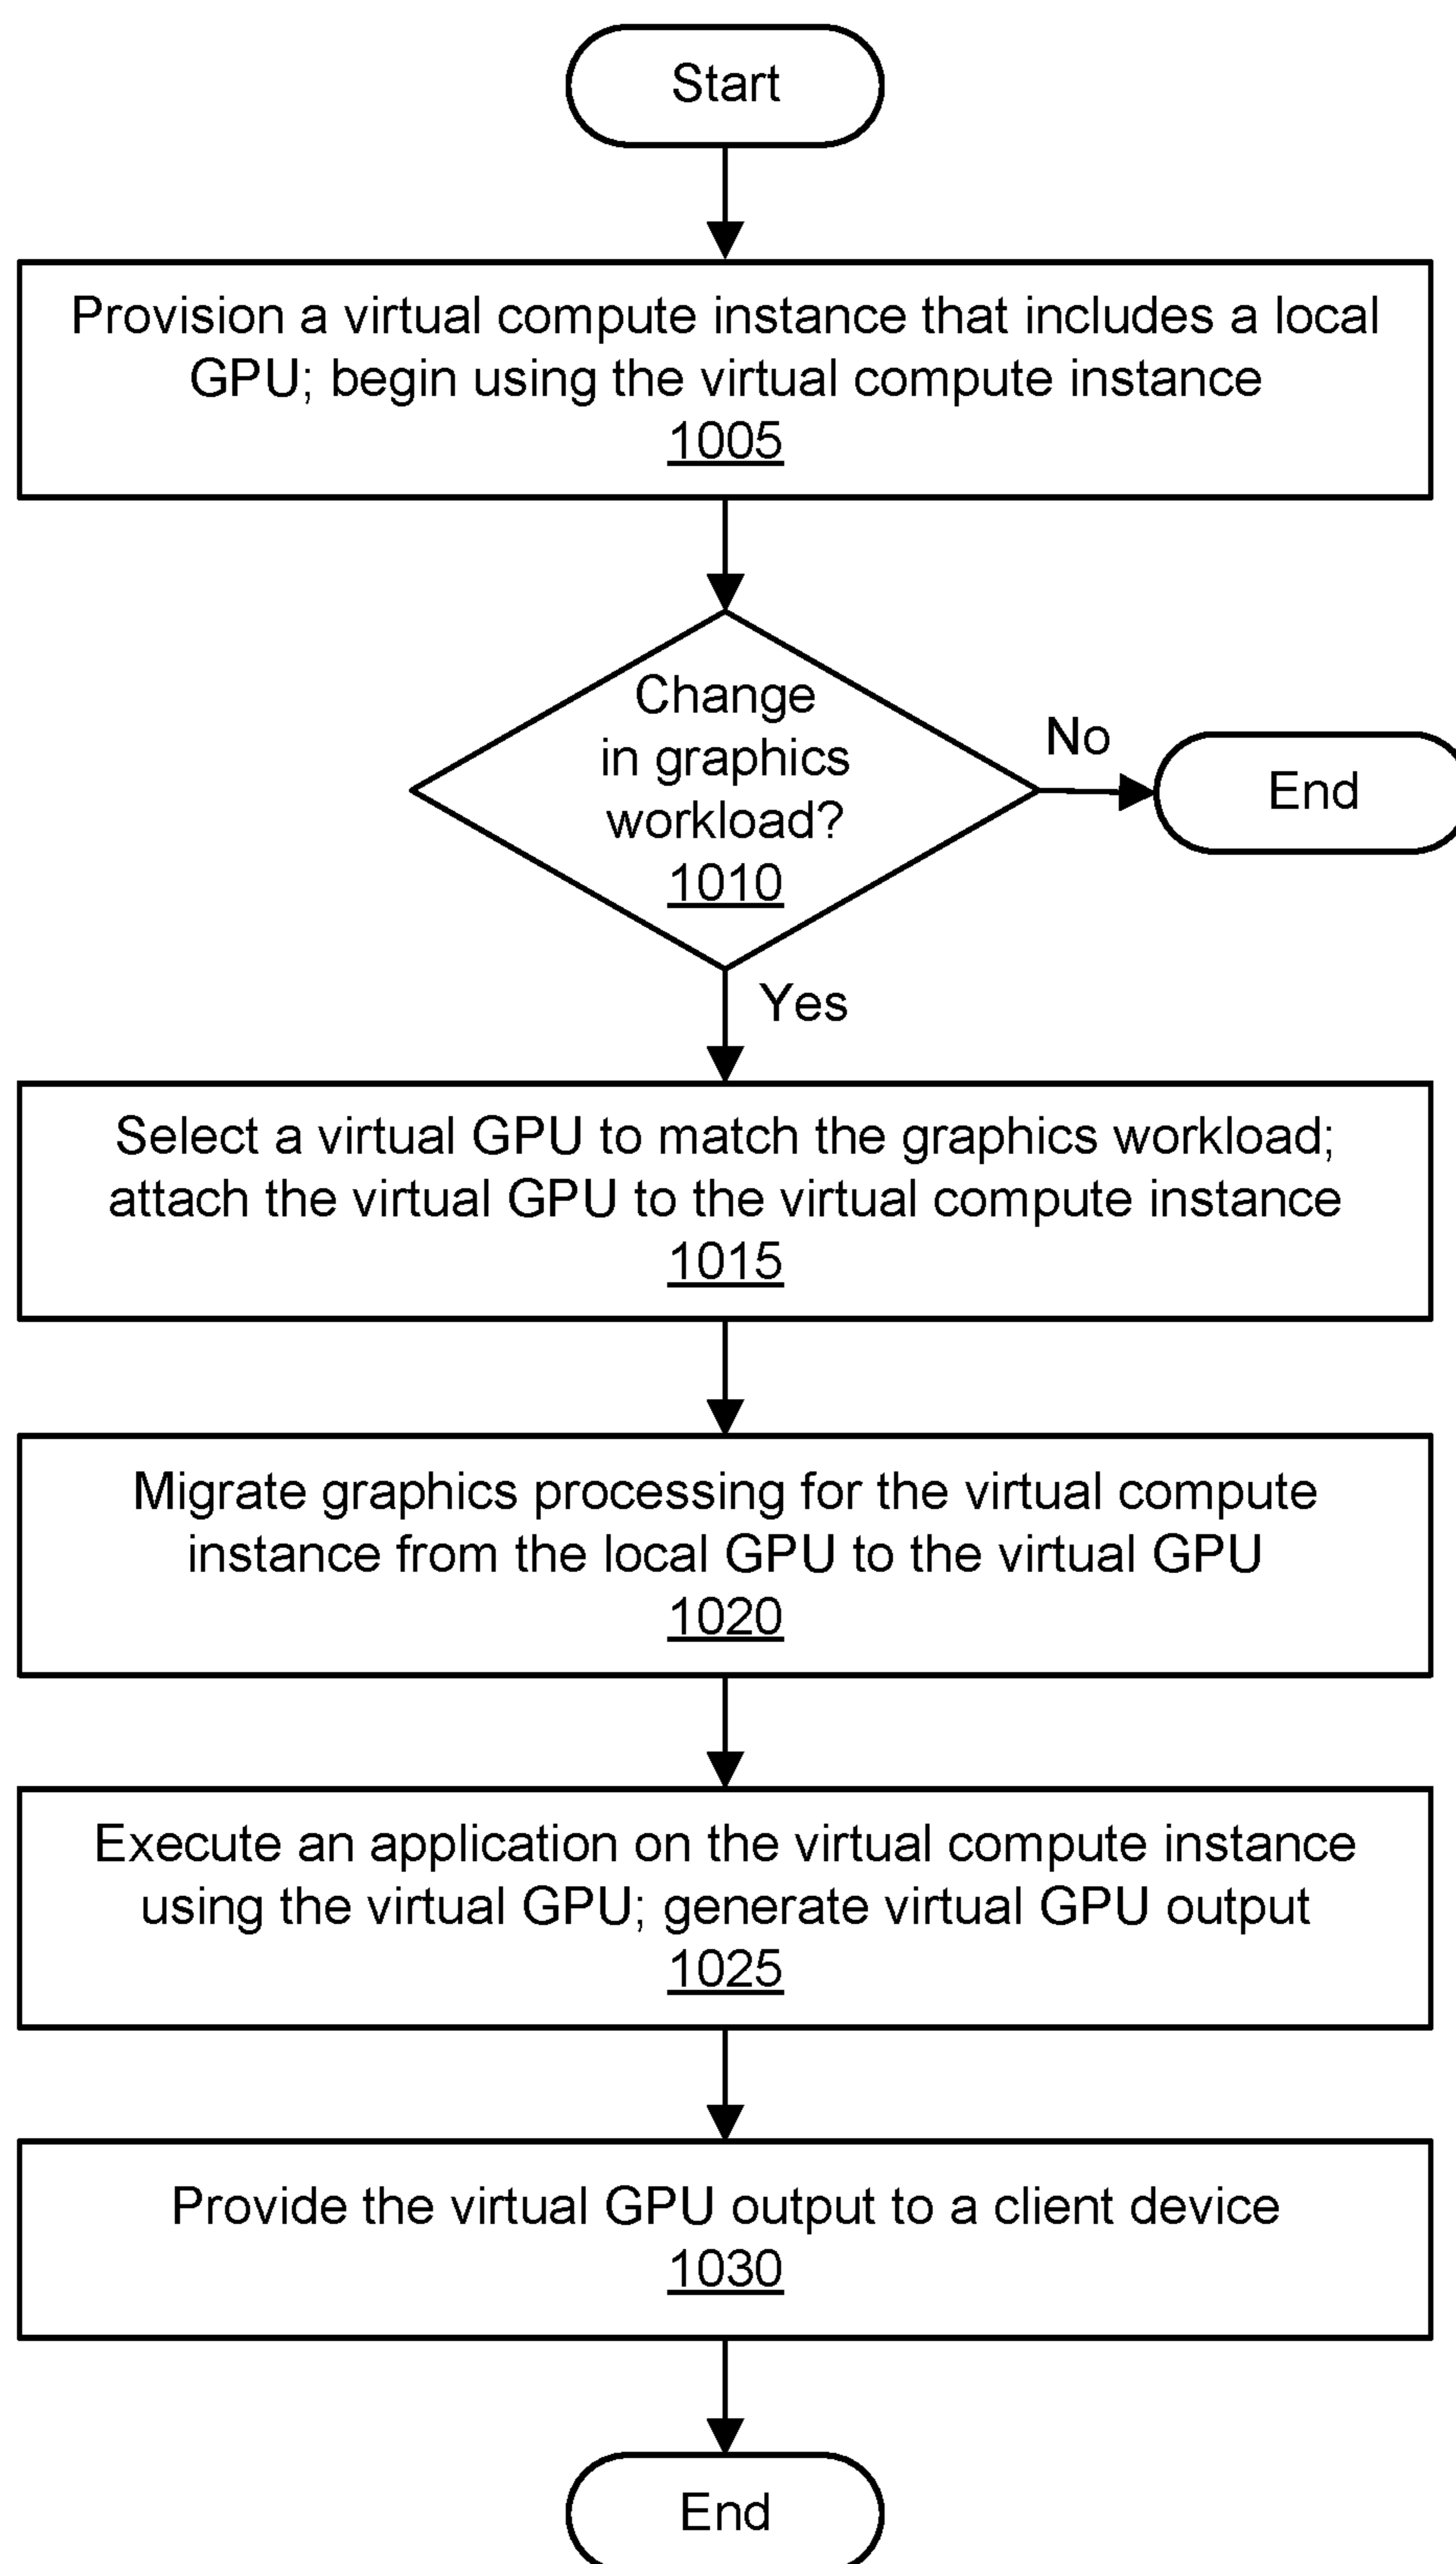 Start
Provision a virtual compute instance that includes a local
GPU; begin using the virtual compute instance
1005
Change
in graphics
workload?
1010
No
End
Yes
Select a virtual GPU to match the graphics workload;
attach the virtual GPU to the virtual compute instance
1015
Migrate graphics processing for the virtual compute
instance from the local GPU to the virtual GPU
1020
Execute an application on the virtual compute instance
using the virtual GPU; generate virtual GPU output
1025
Provide the virtual GPU output to a client device
1030
End